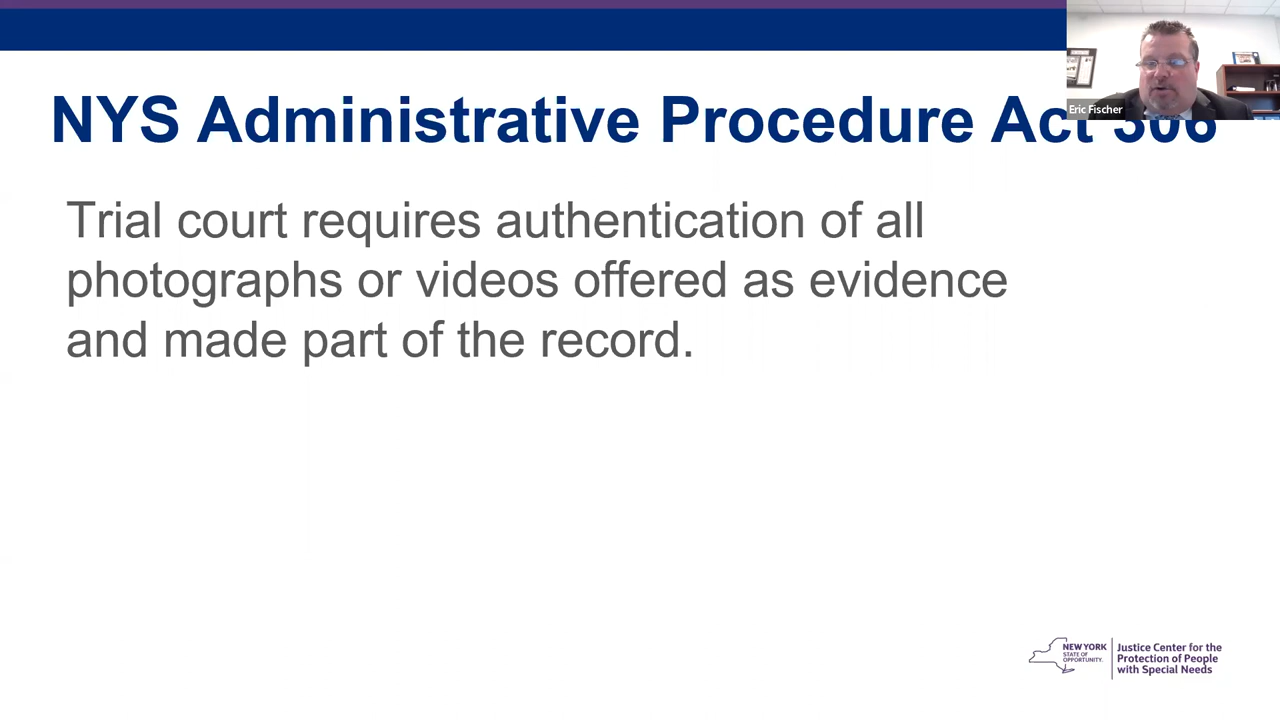 NYS Administrative Procedure Act 306
Eric Fischer
Trial court requires authentication of all
photographs or videos offered as evidence
and made part of the record.
NEW YORK
STATE OF
OPPORTUNITY.
Justice Center for the
Protection of People
with Special Needs